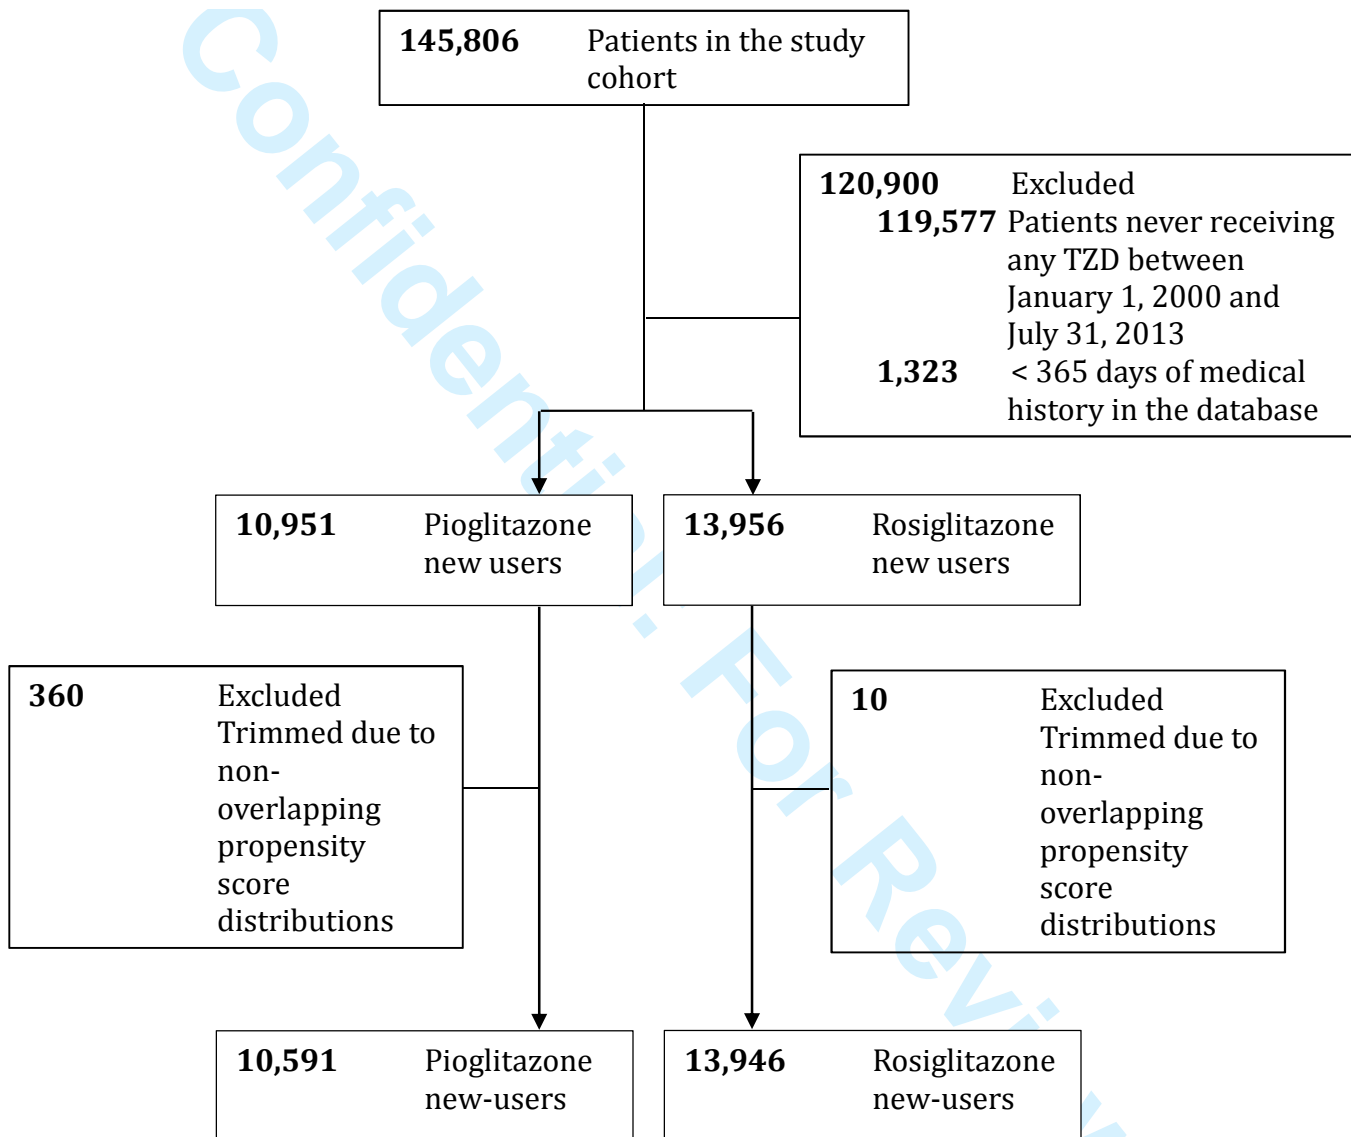 145,806 Patients in the study
cohort
120,900 Excluded
119,577 Patients never receiving
any TZD between
January 1, 2000 and
July 31, 2013
1,323 < 365 days of medical
history in the database
10,951 Pioglitazone
new users
13,956 Rosiglitazone
new users
360 Excluded
Trimmed due to
non-
overlapping
propensity
score
distributions
10 Excluded
Trimmed due to
non-
overlapping
propensity
score
distributions
10,591 Pioglitazone
new-users
13,946 Rosiglitazone
new-users
Confidential: For Review